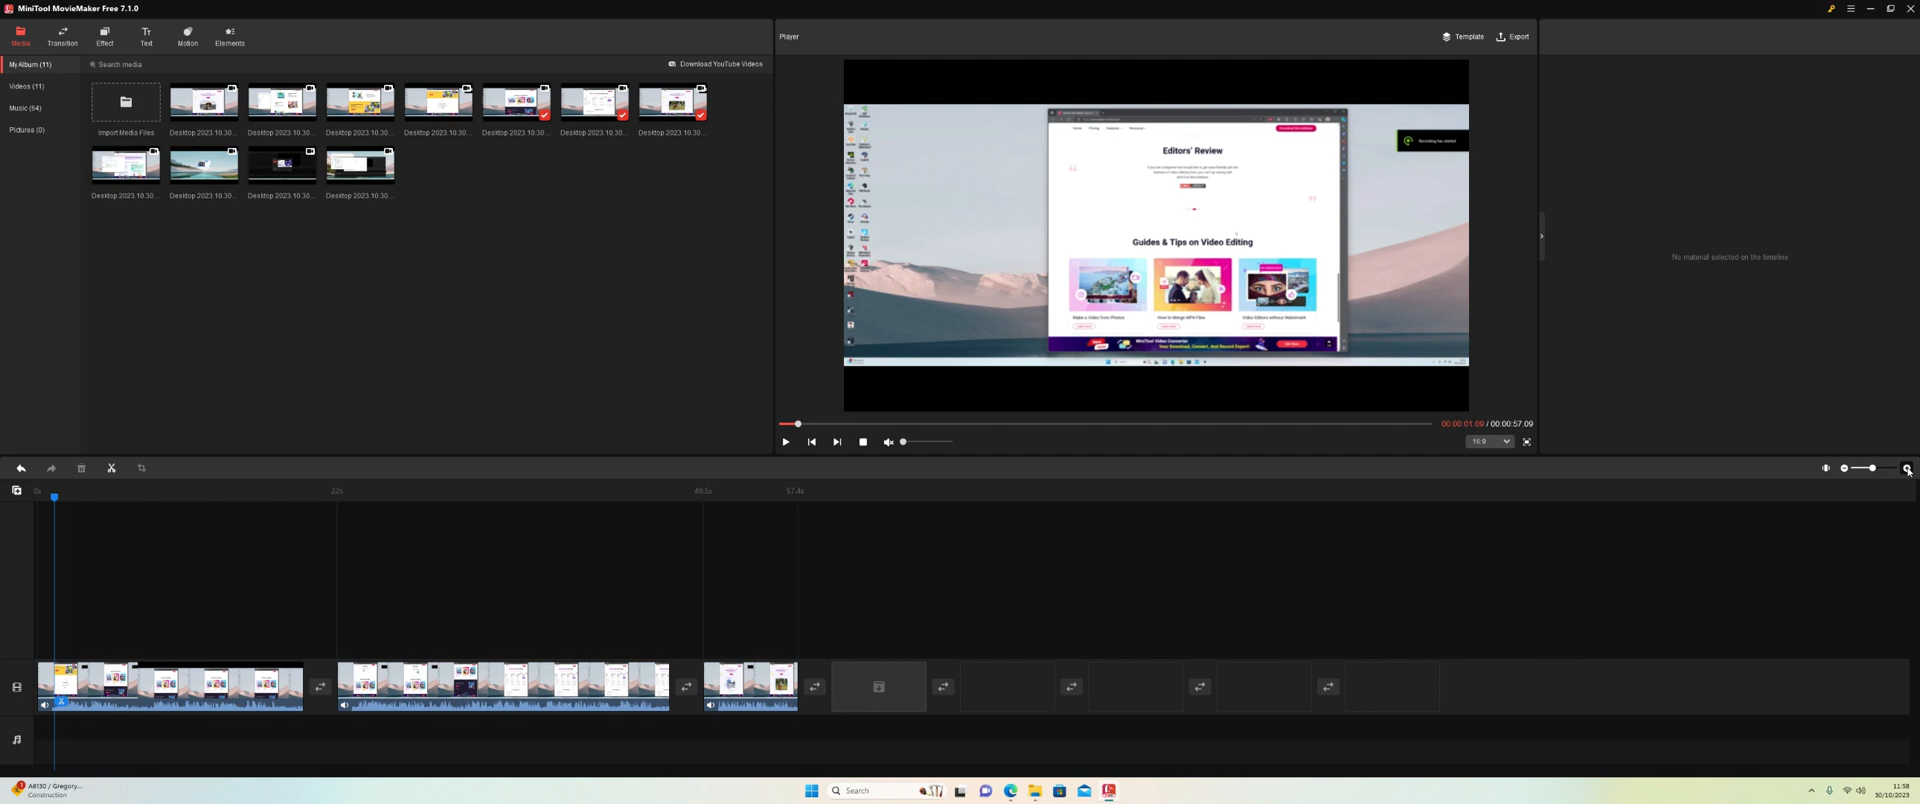 MiniTool MovieMaker Free 7.1.0
Media
Transition
Effect
Text
Motion
Elements
Player
Template
Export
My Album (11)
Search media
Download YouTube Videos
Videos (11)
Music (64)
Pictures (0)
Import Media Files
Desktop 2023.10.30...
Desktop 2023.10.30...
Desktop 2023.10.30...
Desktop 2023.10.30...
Desktop 2023.10.30...
Desktop 2023.10.30...
Desktop 2023.10.30...
Desktop 2023.10.30...
Desktop 2023.10.30...
Desktop 2023.10.30...
Desktop 2023.10.30...
Recording has started
Editors' Review
Guides & Tips on Video Editing
Make a Video from Photos
How to Merge MP4 Files
Video Editors without Watermark
MiniTool Video Converter
Your Download, Convert, And Record Expert!
No material selected on the timeline
00:00:01.09 / 00:00:57.09
16:9
0s
22s
49.5s
57.4s
A6130 / Gregory...
Construction
Search
11:58
30/10/2023